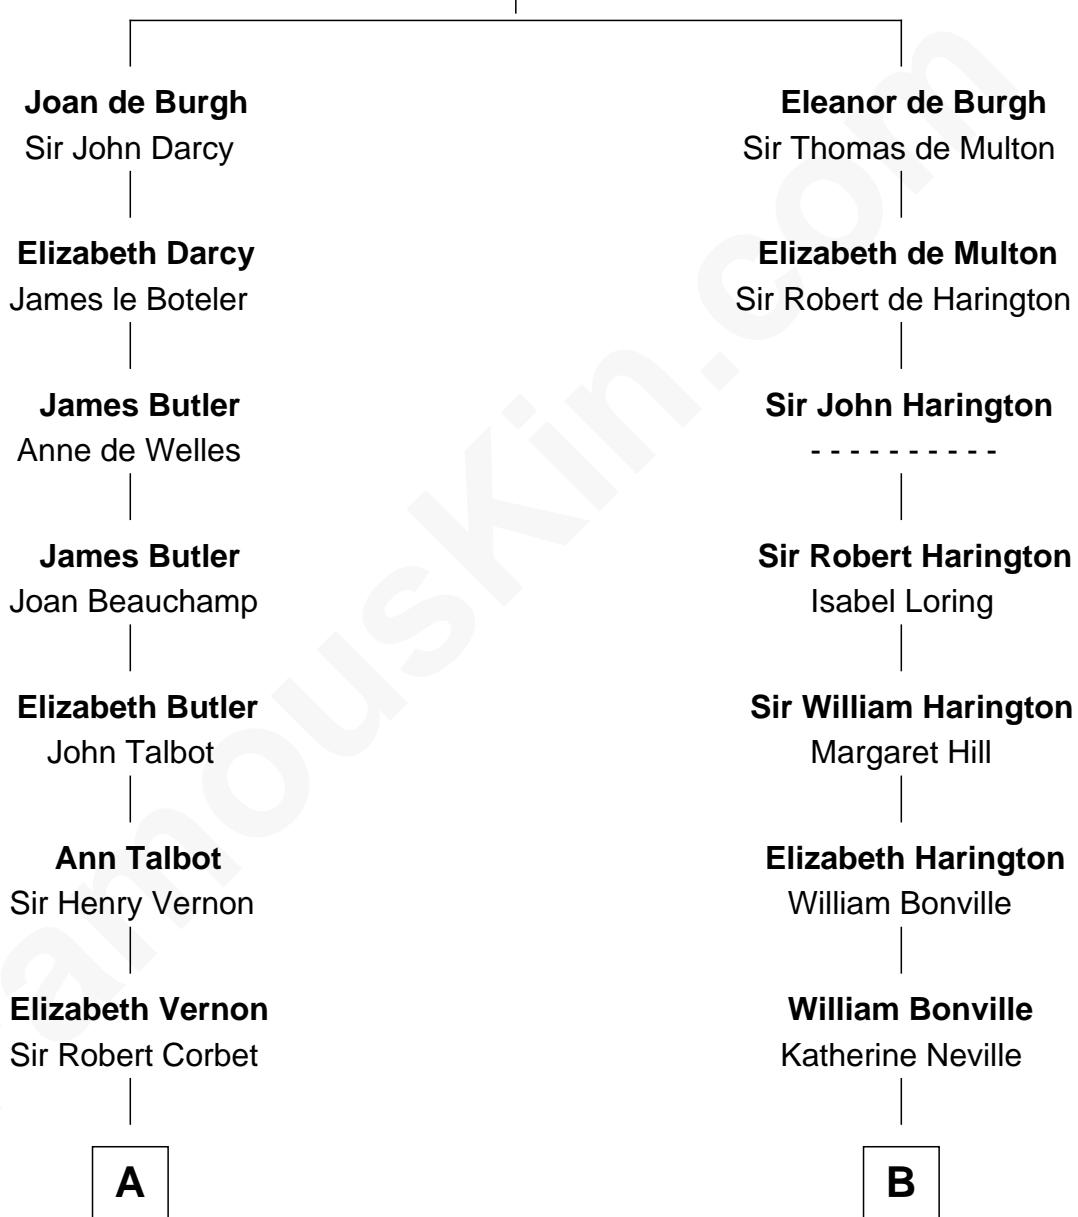 Joan de Burgh
Sir John Darcy
Elizabeth Darcy
James le Boteler
James Butler
Anne de Welles
James Butler
Joan Beauchamp
Elizabeth Butler
John Talbot
Ann Talbot
Sir Henry Vernon
Elizabeth Vernon
Sir Robert Corbet
A
Eleanor de Burgh
Sir Thomas de Multon
Elizabeth de Multon
Sir Robert de Harington
Sir John Harington
- - - - - - - - - -
Sir Robert Harington
Isabel Loring
Sir William Harington
Margaret Hill
Elizabeth Harington
William Bonville
William Bonville
Katherine Neville
B
amousKin.com